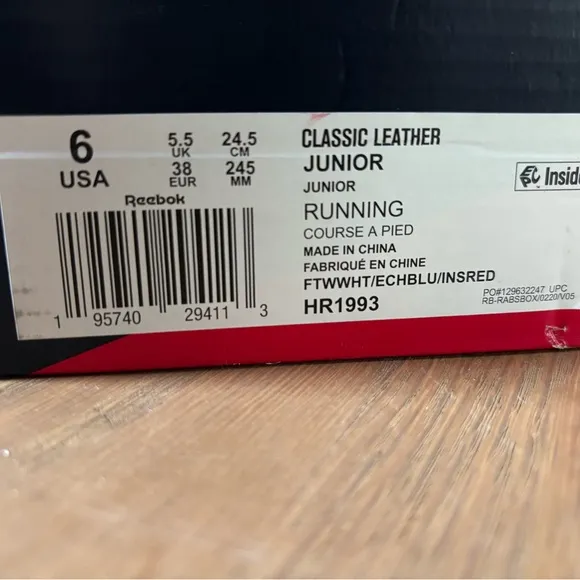 6
USA
5.5
UK
38
EUR
24.5
CM
245
MM
Reebok
1 95740 29411 3
CLASSIC LEATHER
JUNIOR
JUNIOR
RUNNING
COURSE A PIED
MADE IN CHINA
FABRIQUÉ EN CHINE
FTWWHT/ECHBLU/INSRED
HR1993
PO#129632247 UPC
RB-RABSBOX/0220/V05